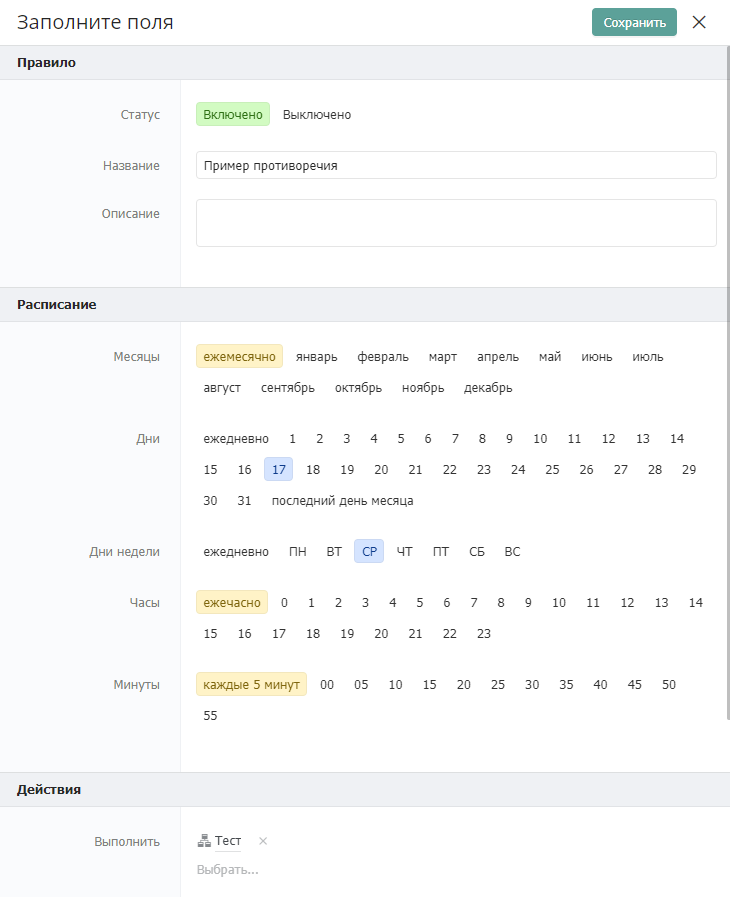 Заполните поля
Сохранить
Правило
Статус Включено Выключено
Название Пример противоречия
Описание
Расписание
Месяцы ежемесячно январь февраль март апрель май июнь июль
август сентябрь октябрь ноябрь декабрь
Дни ежедневно 1 2 3 4 5 6 7 8 9 10 11 12 13 14
15 16 17 18 19 20 21 22 23 24 25 26 27 28 29
30 31 последний день месяца
Дни недели ежедневно ПН ВТ СР ЧТ ПТ СБ ВС
Часы ежечасно 0 1 2 3 4 5 6 7 8 9 10 11 12 13 14
15 16 17 18 19 20 21 22 23
Минуты каждые 5 минут 00 05 10 15 20 25 30 35 40 45 50
55
Действия
Выполнить Тест
Выбрать...